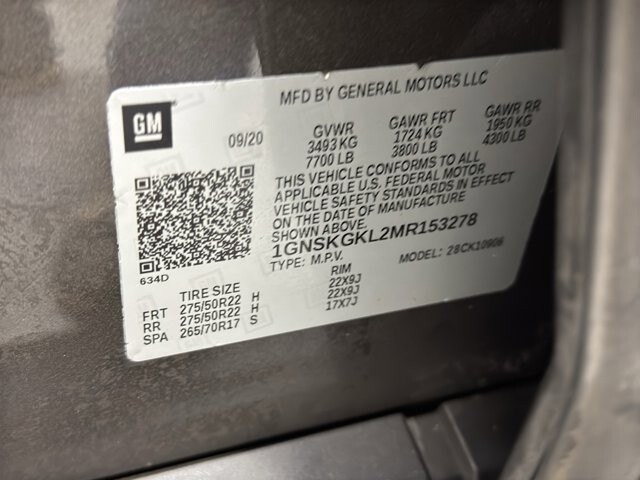 MFD BY GENERAL MOTORS LLC
GM
09/20 GVWR GAWR FRT GAWR RR
3493 KG 1724 KG 1950 KG
7700 LB 3800 LB 4300 LB
THIS VEHICLE CONFORMS TO ALL
APPLICABLE U.S. FEDERAL MOTOR
VEHICLE SAFETY STANDARDS IN EFFECT
ON THE DATE OF MANUFACTURE
SHOWN ABOVE.
1GNSKGKL2MR153278
TYPE: M.P.V. MODEL: 28CK10906
634D
TIRE SIZE RIM
FRT 275/50R22 H 22X9J
RR 275/50R22 H 22X9J
SPA 265/70R17 S 17X7J